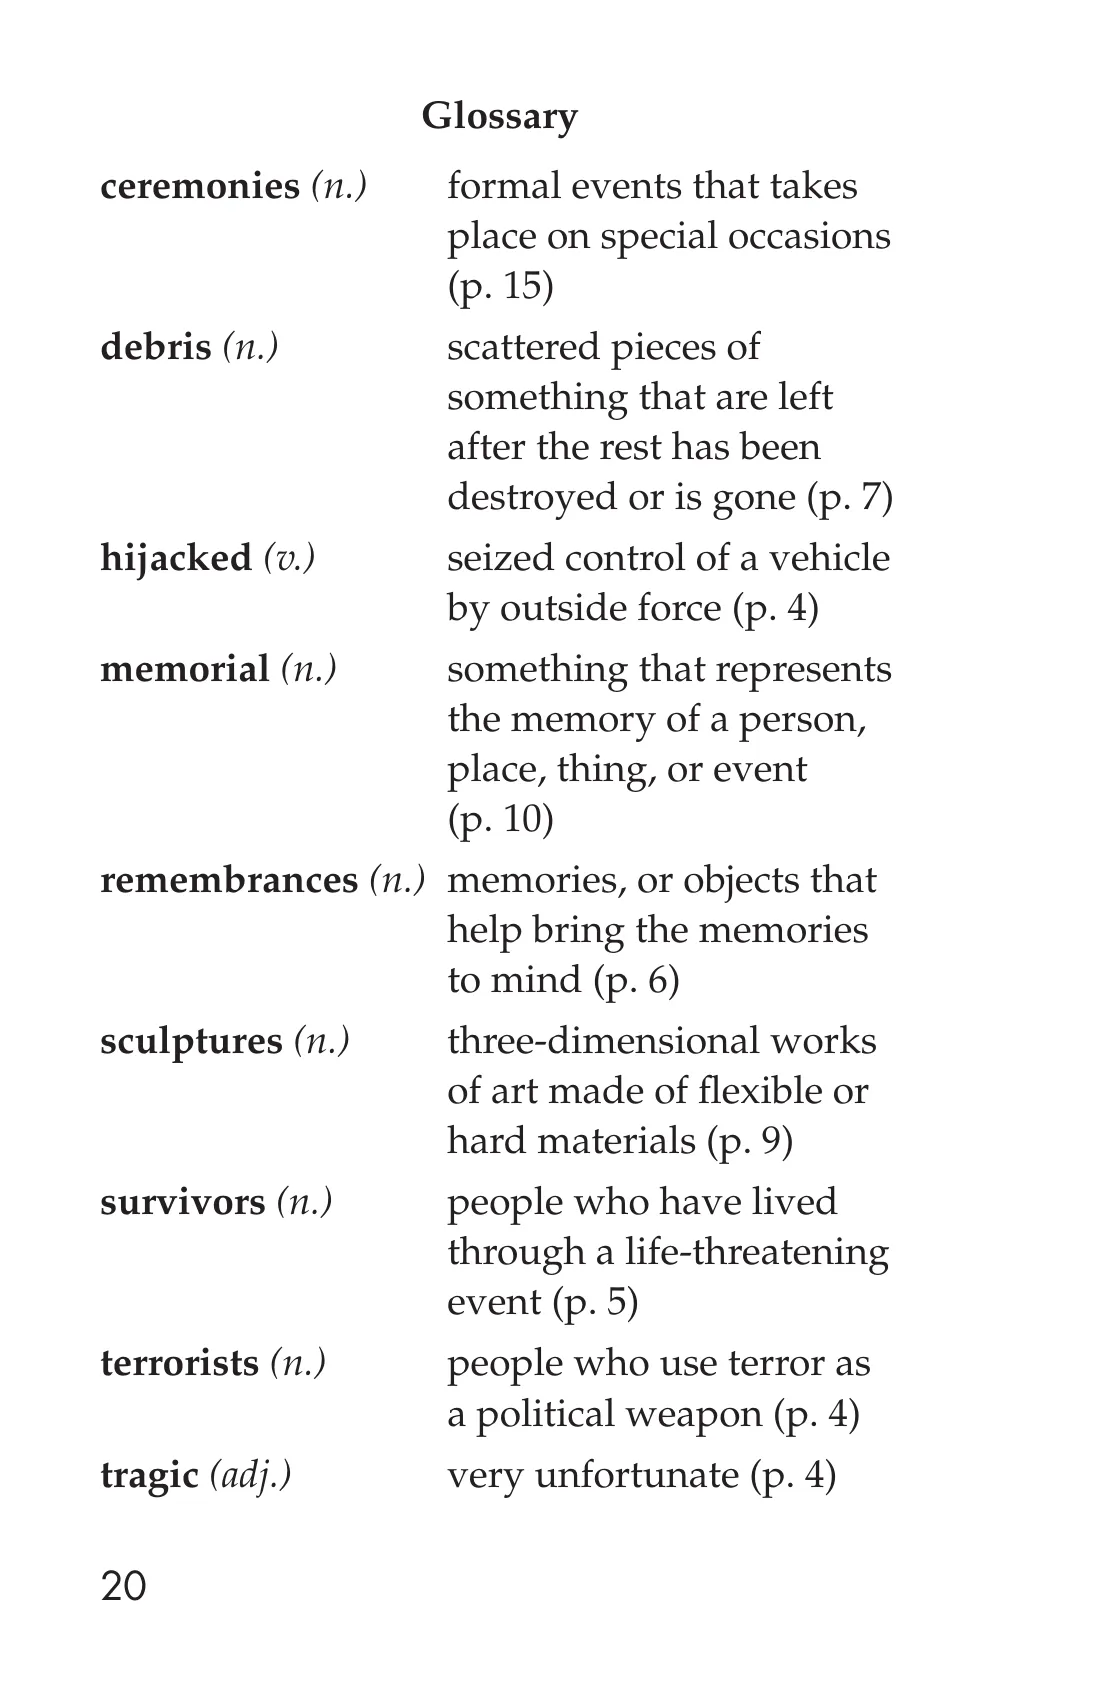 Glossary
ceremonies (n.) formal events that takes
place on special occasions
(p. 15)
debris (n.) scattered pieces of
something that are left
after the rest has been
destroyed or is gone (p. 7)
hijacked (v.) seized control of a vehicle
by outside force (p. 4)
memorial (n.) something that represents
the memory of a person,
place, thing, or event
(p. 10)
remembrances (n.) memories, or objects that
help bring the memories
to mind (p. 6)
sculptures (n.) three-dimensional works
of art made of flexible or
hard materials (p. 9)
survivors (n.) people who have lived
through a life-threatening
event (p. 5)
terrorists (n.) people who use terror as
a political weapon (p. 4)
tragic (adj.) very unfortunate (p. 4)
20